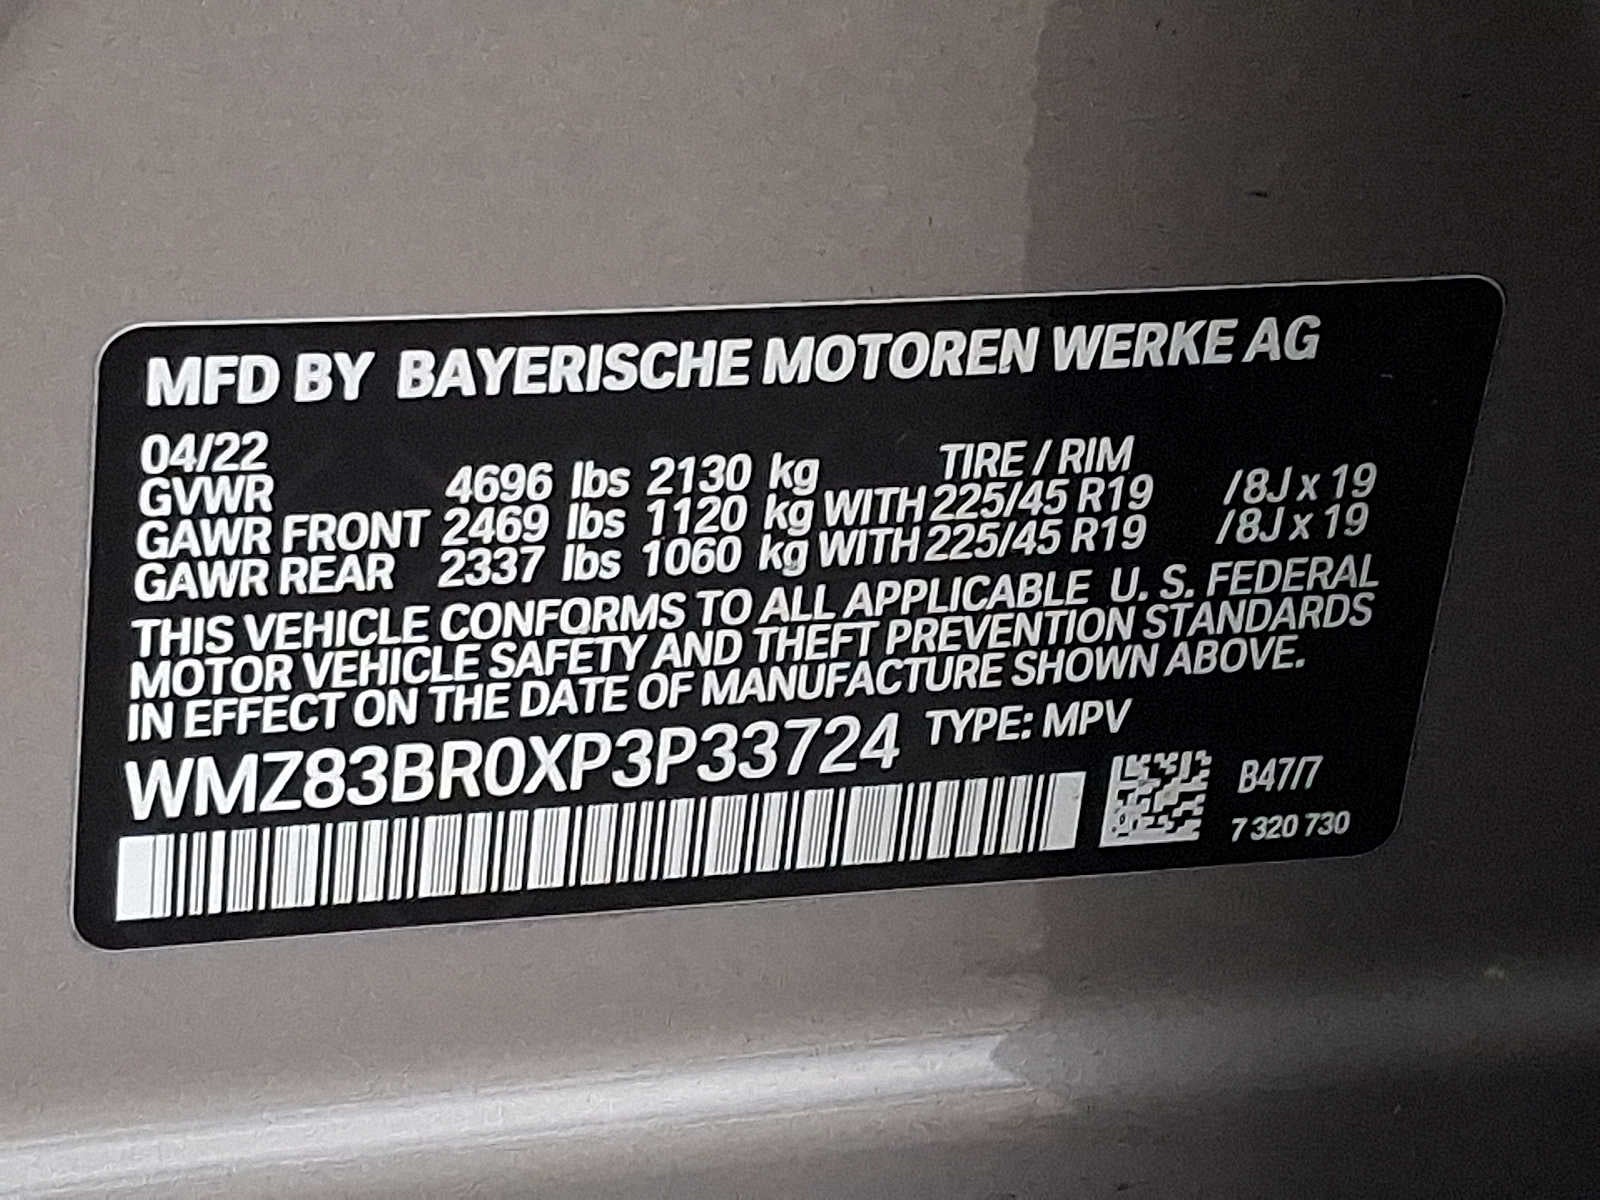 MFD BY BAYERISCHE MOTOREN WERKE AG
04/22 TIRE / RIM
GVWR 4696 lbs 2130 kg
GAWR FRONT 2469 lbs 1120 kg WITH 225/45 R19 /8J x 19
GAWR REAR 2337 lbs 1060 kg WITH 225/45 R19 /8J x 19
THIS VEHICLE CONFORMS TO ALL APPLICABLE U. S. FEDERAL
MOTOR VEHICLE SAFETY AND THEFT PREVENTION STANDARDS
IN EFFECT ON THE DATE OF MANUFACTURE SHOWN ABOVE.
WMZ83BR0XP3P33724 TYPE: MPV
B47/7
7 320 730